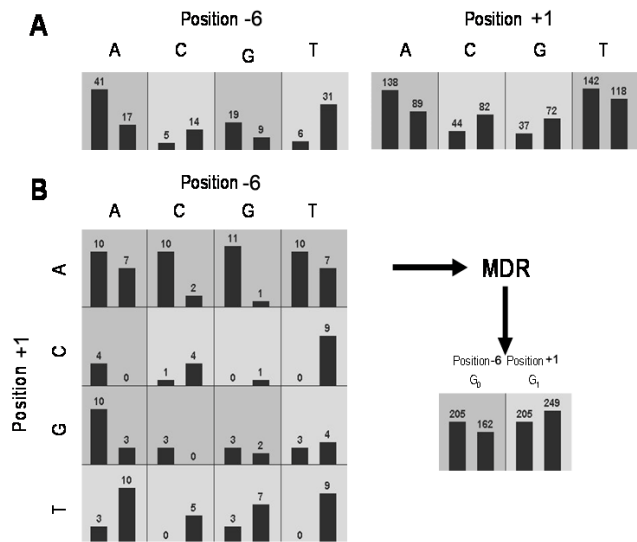 A
Position -6
Position +1
A C G T
A C G T
41 17 5 14 19 9 6 31
138 89 44 82 37 72 142 118
B
Position -6
A C G T
Position +1
A
10 7 10 2 11 1 10 7
C
4 0 1 4 0 1 0 9
G
10 3 3 0 3 2 3 4
T
3 10 0 5 3 7 0 9
MDR
Position-6 Position+1
G0 G1
205 162 205 249